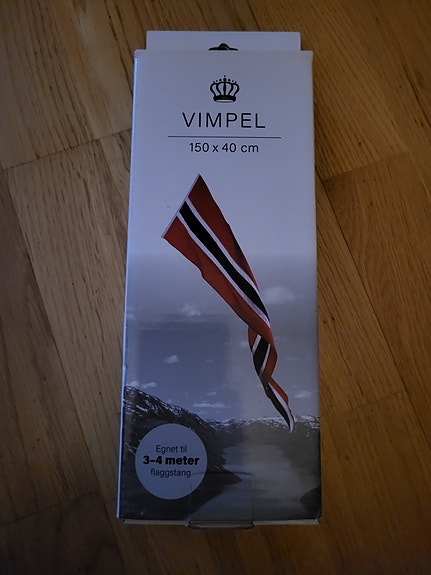 VIMPEL
150 x 40 cm
Egnet til
3-4 meter
flaggstang